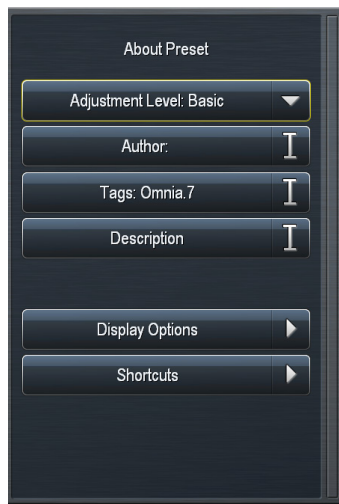 About Preset
Adjustment Level: Basic
Author:
Tags: Omnia.7
Description
Display Options
Shortcuts